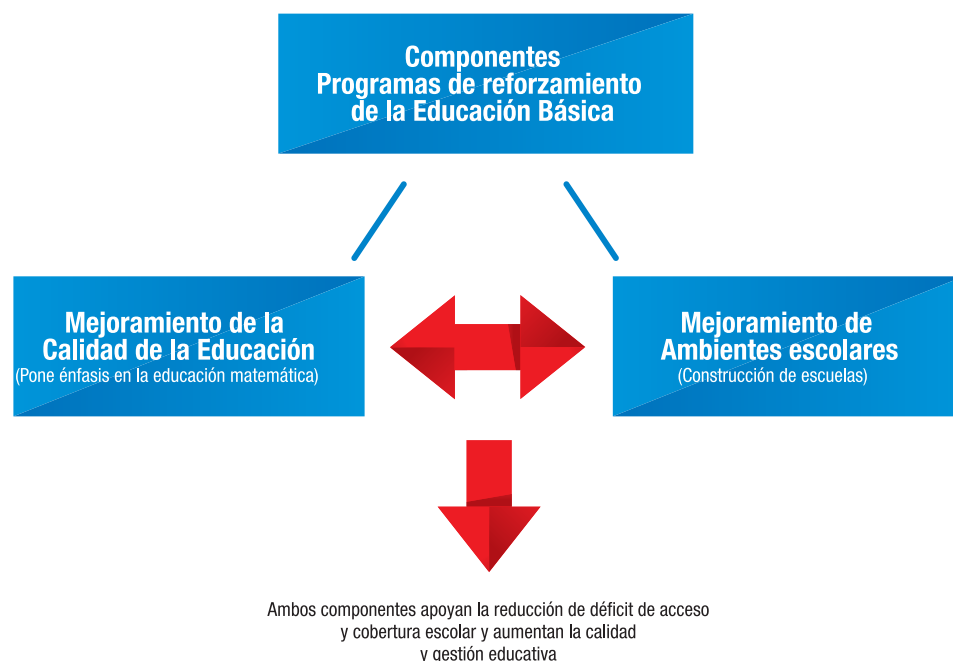 Componentes
Programas de reforzamiento
de la Educación Básica
Mejoramiento de la
Calidad de la Educación
(Pone énfasis en la educación matemática)
Mejoramiento de
Ambientes escolares
(Construcción de escuelas)
Ambos componentes apoyan la reducción de déficit de acceso
y cobertura escolar y aumentan la calidad
y gestión educativa